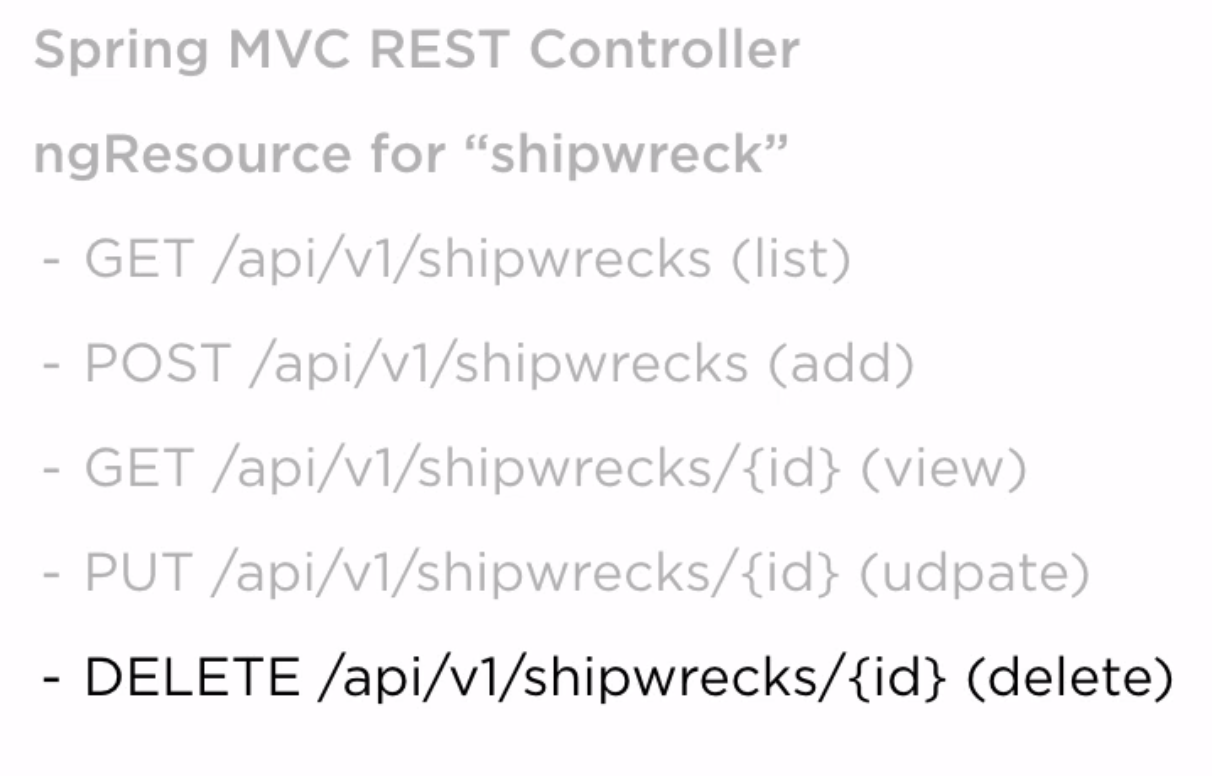 Spring MVC REST Controller
ngResource for “shipwreck”
- GET /api/v1/shipwrecks (list)
- POST /api/v1/shipwrecks (add)
- GET /api/v1/shipwrecks/{id} (view)
- PUT /api/v1/shipwrecks/{id} (udpate)
- DELETE /api/v1/shipwrecks/{id} (delete)